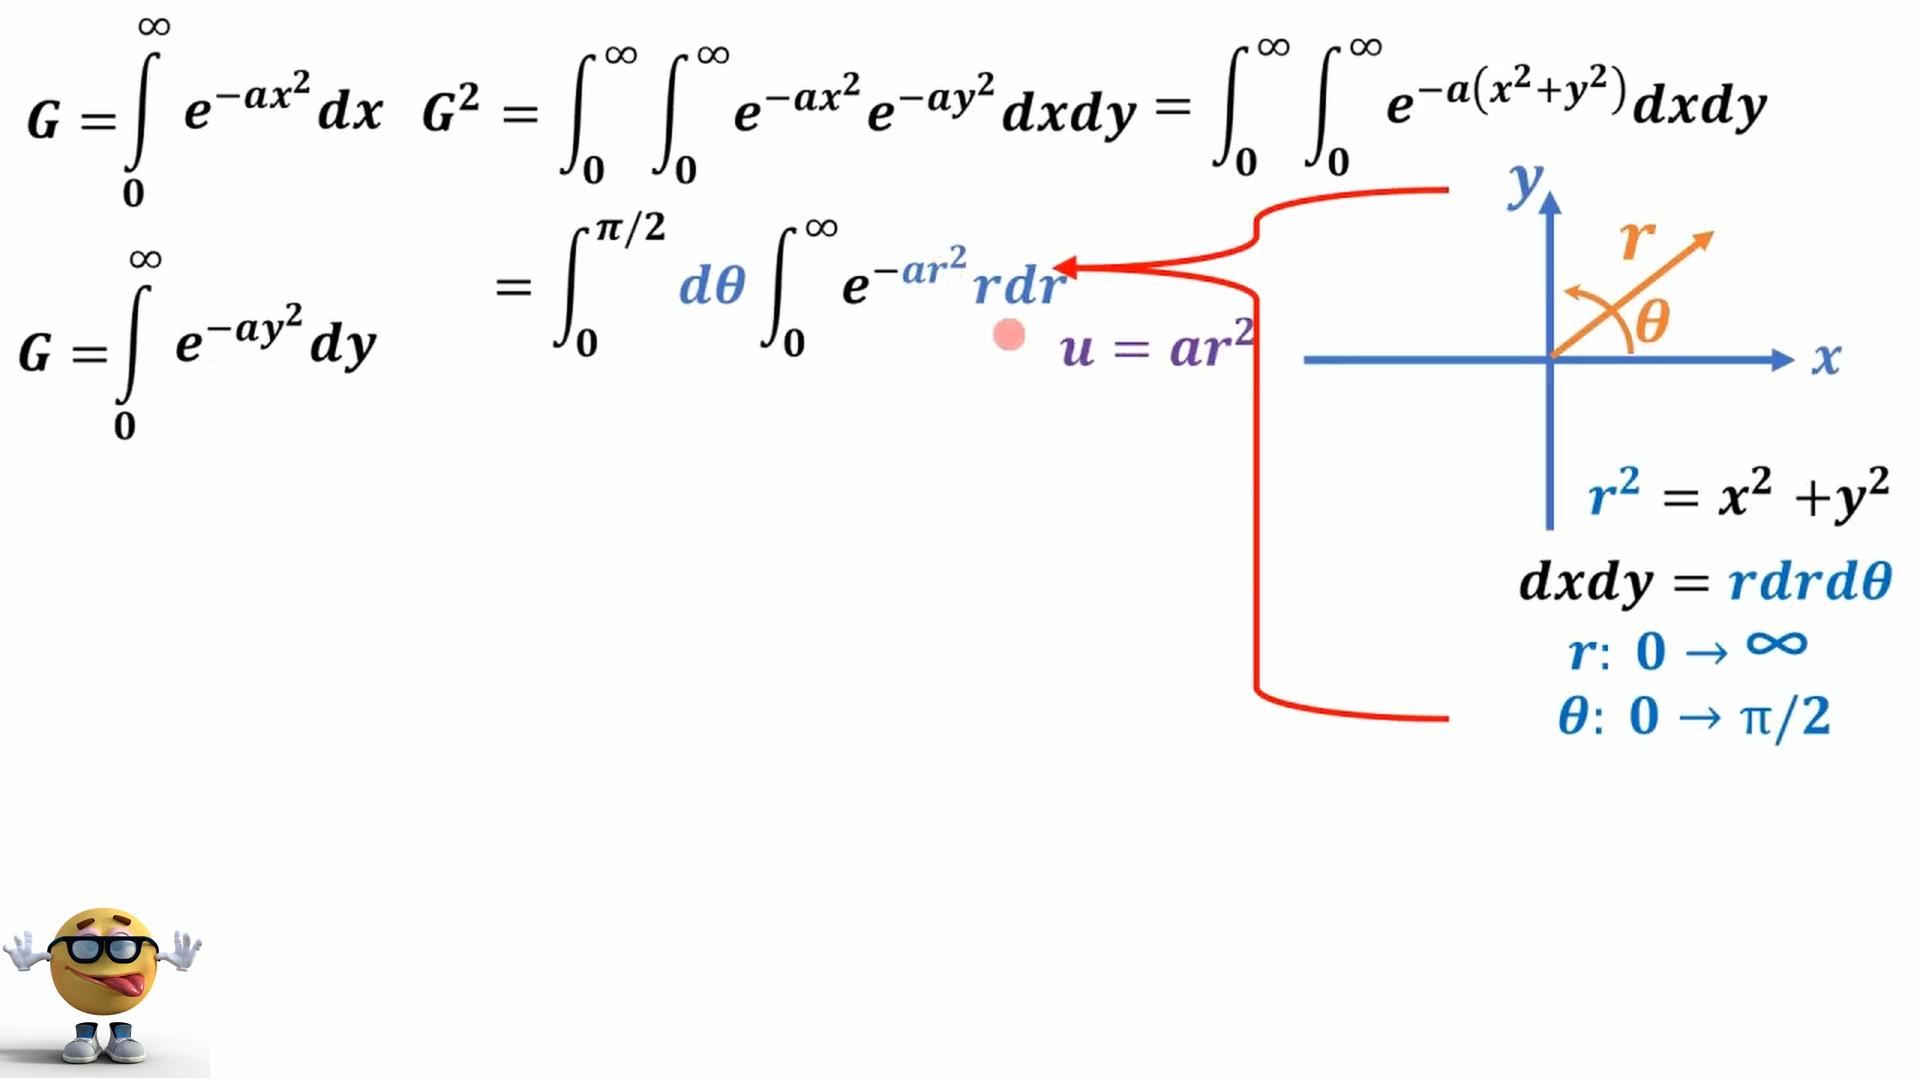 G = ∫₀^∞ e^{-ax²} dx  G² = ∫₀^∞ ∫₀^∞ e^{-ax²} e^{-ay²} dxdy = ∫₀^∞ ∫₀^∞ e^{-a(x²+y²)} dxdy
= ∫₀^{π/2} dθ ∫₀^∞ e^{-ar²} rdr
G = ∫₀^∞ e^{-ay²} dy
u = ar²
y
r
θ
x
r² = x² +y²
dxdy = rdrdθ
r: 0 → ∞
θ: 0 → π/2